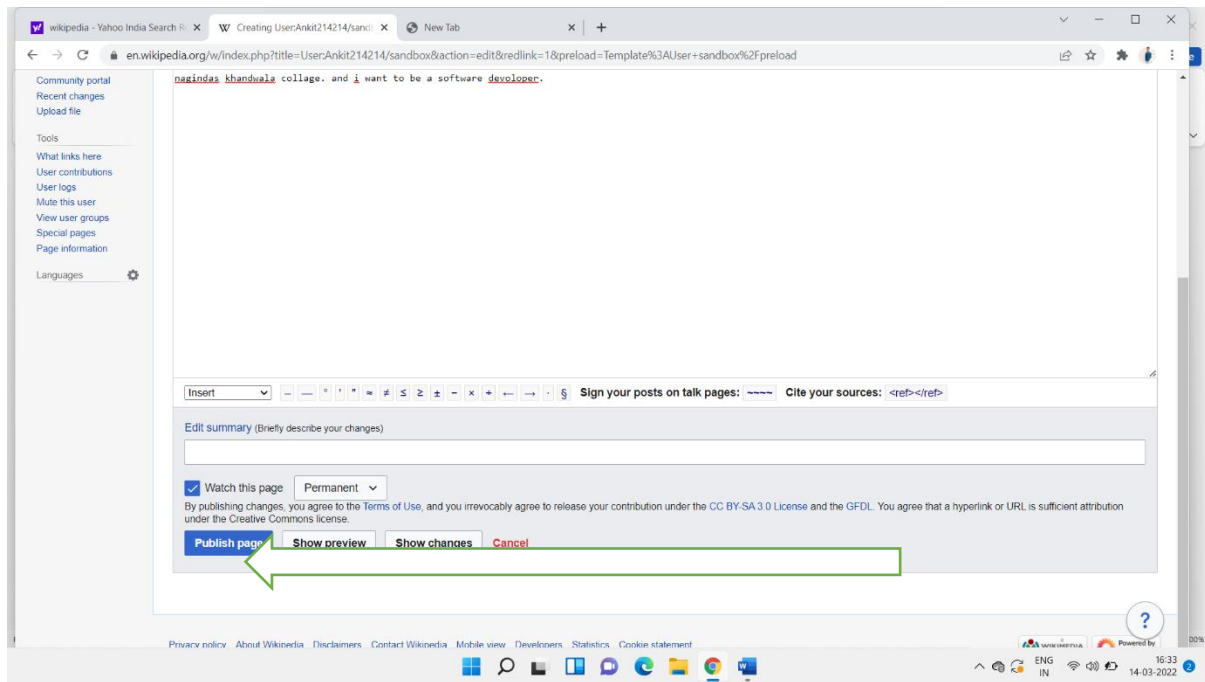 wikipedia - Yahoo India Search R
Creating User:Ankit214214/sand
New Tab
en.wikipedia.org/w/index.php?title=User:Ankit214214/sandbox&action=edit&redlink=1&preload=Template%3AUser+sandbox%2Fpreload
Community portal
Recent changes
Upload file
Tools
What links here
User contributions
User logs
Mute this user
View user groups
Special pages
Page information
Languages
nagindas khandwala collage. and i want to be a software devoloper.
Insert – — ° ′ ″ ≈ ≠ ≤ ≥ ± − × ÷ ← → · § Sign your posts on talk pages: ~~~~ Cite your sources: <ref></ref>
Edit summary (Briefly describe your changes)
Watch this page Permanent
By publishing changes, you agree to the Terms of Use, and you irrevocably agree to release your contribution under the CC BY-SA 3.0 License and the GFDL. You agree that a hyperlink or URL is sufficient attribution
under the Creative Commons license.
Publish page Show preview Show changes Cancel
?
Privacy policy About Wikipedia Disclaimers Contact Wikipedia Mobile view Developers Statistics Cookie statement
Powered by
00%
ENG
IN
16:33
14-03-2022
2